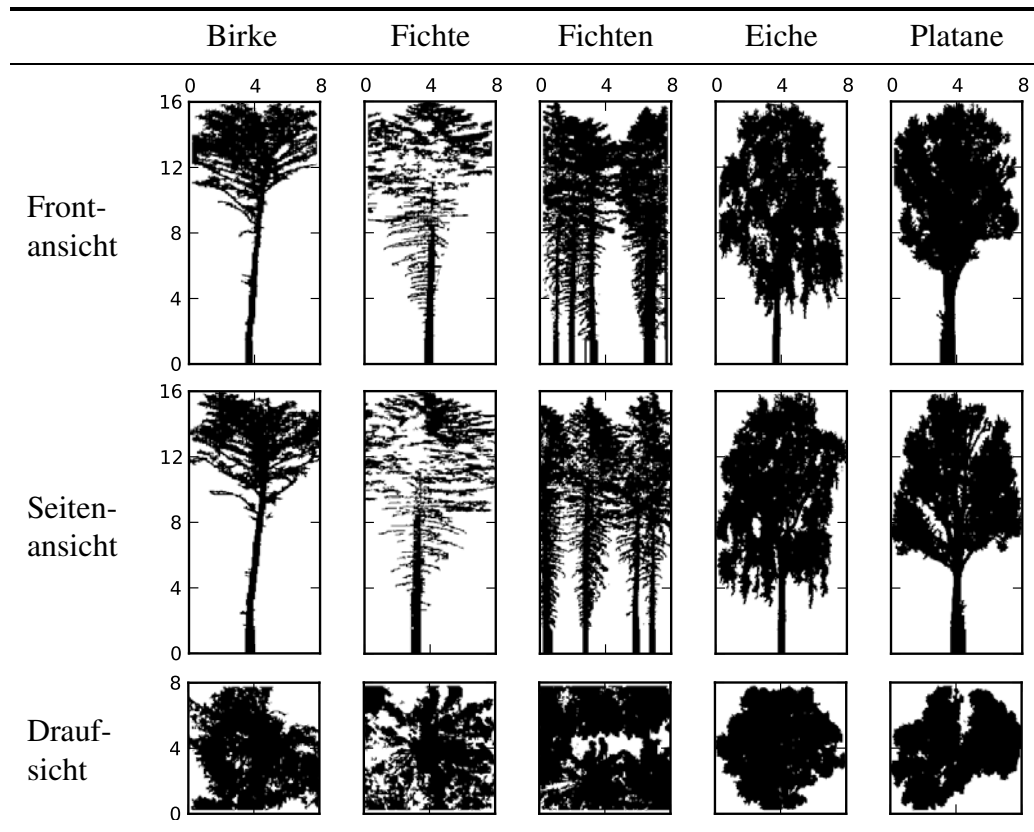 Birke Fichte Fichten Eiche Platane
0 4 8 0 4 8 0 4 8 0 4 8 0 4 8
16
12
Front-
ansicht
8
4
0
16
12
Seiten-
ansicht
8
4
0
8
Drauf-
sicht
4
0